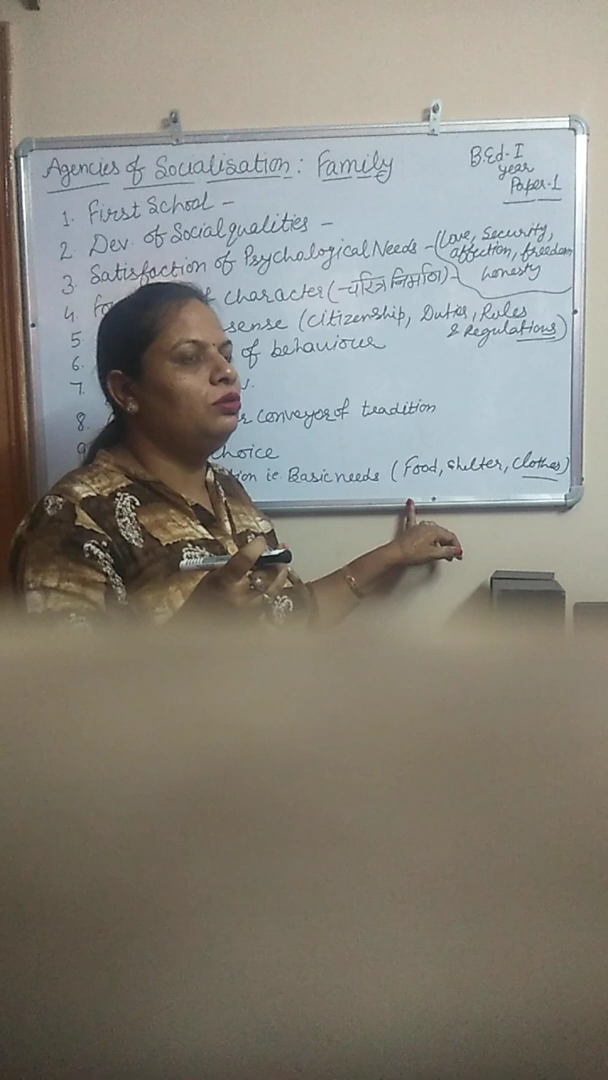 Agencies of Socialisation : Family
B.Ed-I
year
Paper-1
1. First School -
2. Dev. of Social qualities -
3. Satisfaction of Psychalogical Needs - (Love, Security,
affection, freedom
honesty
4. character (चरित्र निर्माण) -
5 sense (Citizenship, Duties, Rules
& Regulations)
6. of behaviour
7.
8. conveyor of tradition
9 choice
ie. Basic needs (Food, Shelter, Clothes)